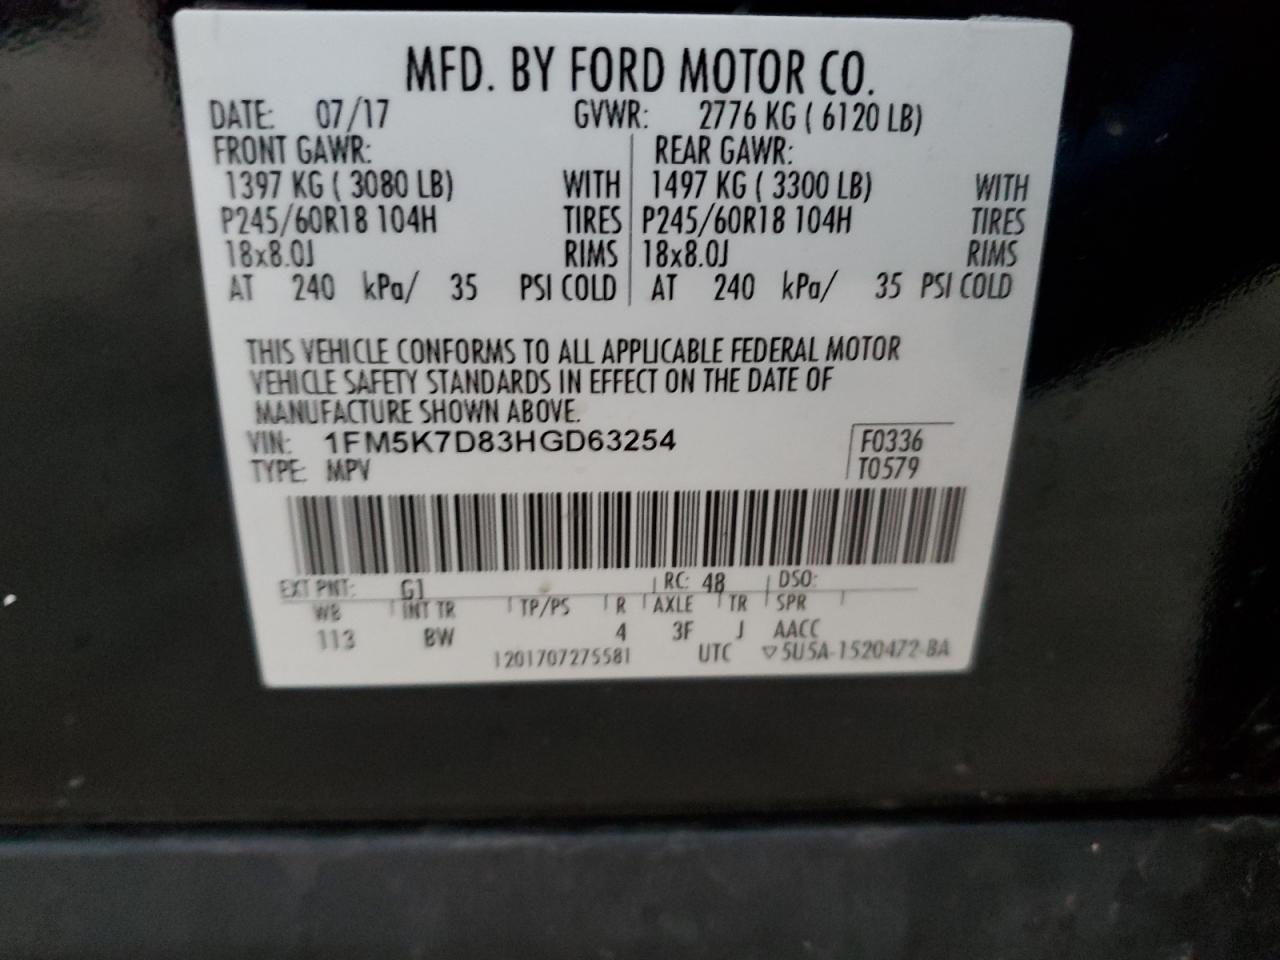 MFD. BY FORD MOTOR CO.
DATE: 07/17 GVWR: 2776 KG ( 6120 LB)
FRONT GAWR: REAR GAWR:
1397 KG ( 3080 LB) WITH 1497 KG ( 3300 LB) WITH
P245/60R18 104H TIRES P245/60R18 104H TIRES
18x8.0J RIMS 18x8.0J RIMS
AT 240 kPa/ 35 PSI COLD AT 240 kPa/ 35 PSI COLD
THIS VEHICLE CONFORMS TO ALL APPLICABLE FEDERAL MOTOR
VEHICLE SAFETY STANDARDS IN EFFECT ON THE DATE OF
MANUFACTURE SHOWN ABOVE.
VIN: 1FM5K7D83HGD63254 F0336
TYPE: MPV T0579
EXT PNT: G1 RC: 48 DSO:
WB INT TR TP/PS R AXLE TR SPR
113 BW 4 3F J AACC
1201707275581 UTC ▽5U5A-1520472-BA